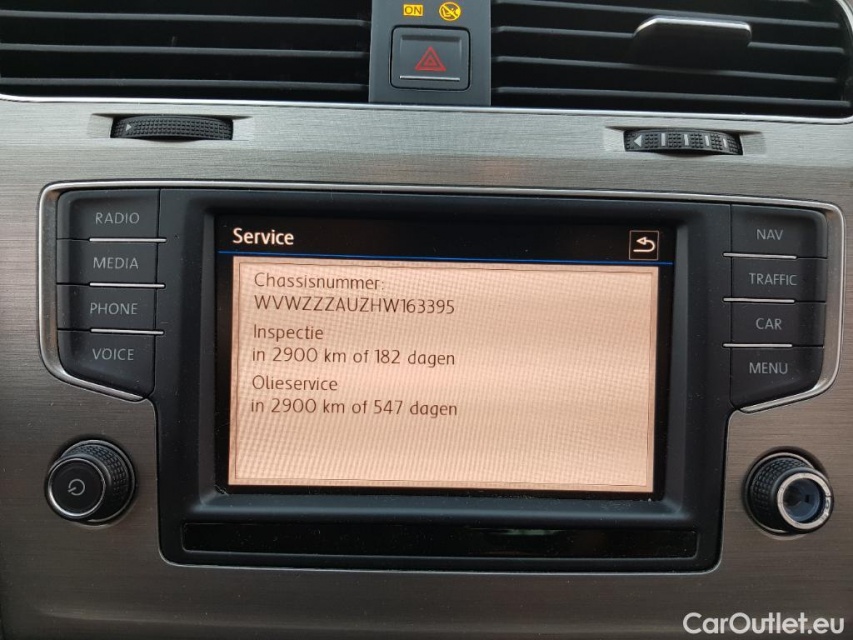 ON
RADIO
MEDIA
PHONE
VOICE
Service
Chassisnummer:
WVWZZZAUZHW163395
Inspectie
in 2900 km of 182 dagen
Olieservice
in 2900 km of 547 dagen
NAV
TRAFFIC
CAR
MENU
CarOutlet.eu